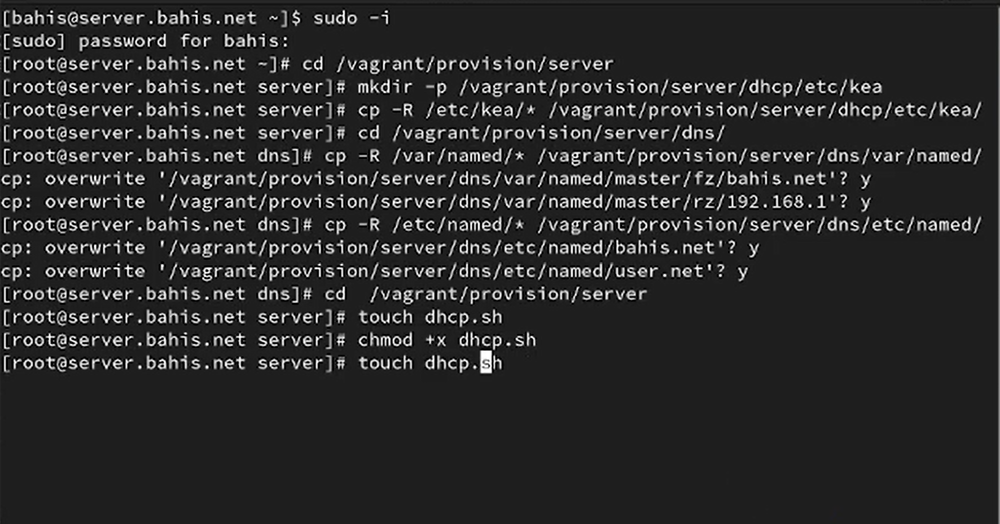 [bahis@server.bahis.net ~]$ sudo -i
[sudo] password for bahis:
[root@server.bahis.net ~]# cd /vagrant/provision/server
[root@server.bahis.net server]# mkdir -p /vagrant/provision/server/dhcp/etc/kea
[root@server.bahis.net server]# cp -R /etc/kea/* /vagrant/provision/server/dhcp/etc/kea/
[root@server.bahis.net server]# cd /vagrant/provision/server/dns/
[root@server.bahis.net dns]# cp -R /var/named/* /vagrant/provision/server/dns/var/named/
cp: overwrite '/vagrant/provision/server/dns/var/named/master/fz/bahis.net'? y
cp: overwrite '/vagrant/provision/server/dns/var/named/master/rz/192.168.1'? y
[root@server.bahis.net dns]# cp -R /etc/named/* /vagrant/provision/server/dns/etc/named/
cp: overwrite '/vagrant/provision/server/dns/etc/named/bahis.net'? y
cp: overwrite '/vagrant/provision/server/dns/etc/named/user.net'? y
[root@server.bahis.net dns]# cd  /vagrant/provision/server
[root@server.bahis.net server]# touch dhcp.sh
[root@server.bahis.net server]# chmod +x dhcp.sh
[root@server.bahis.net server]# touch dhcp.sh